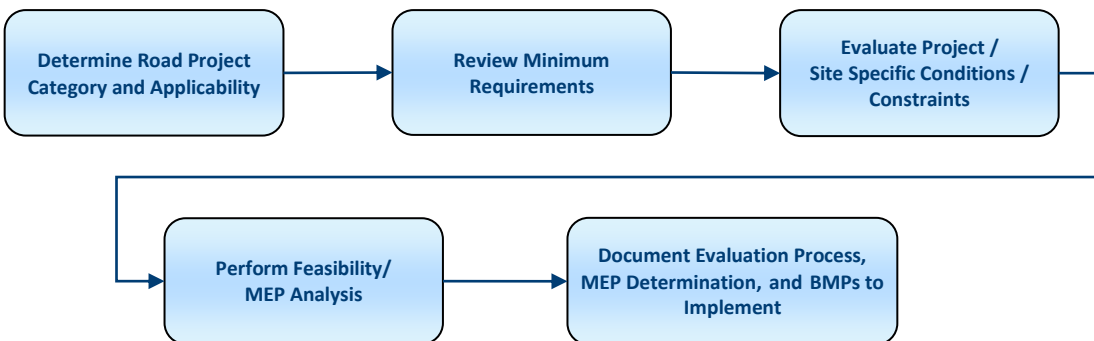 Determine Road Project
Category and Applicability
Review Minimum
Requirements
Evaluate Project /
Site Specific Conditions /
Constraints
Perform Feasibility/
MEP Analysis
Document Evaluation Process,
MEP Determination, and BMPs to
Implement